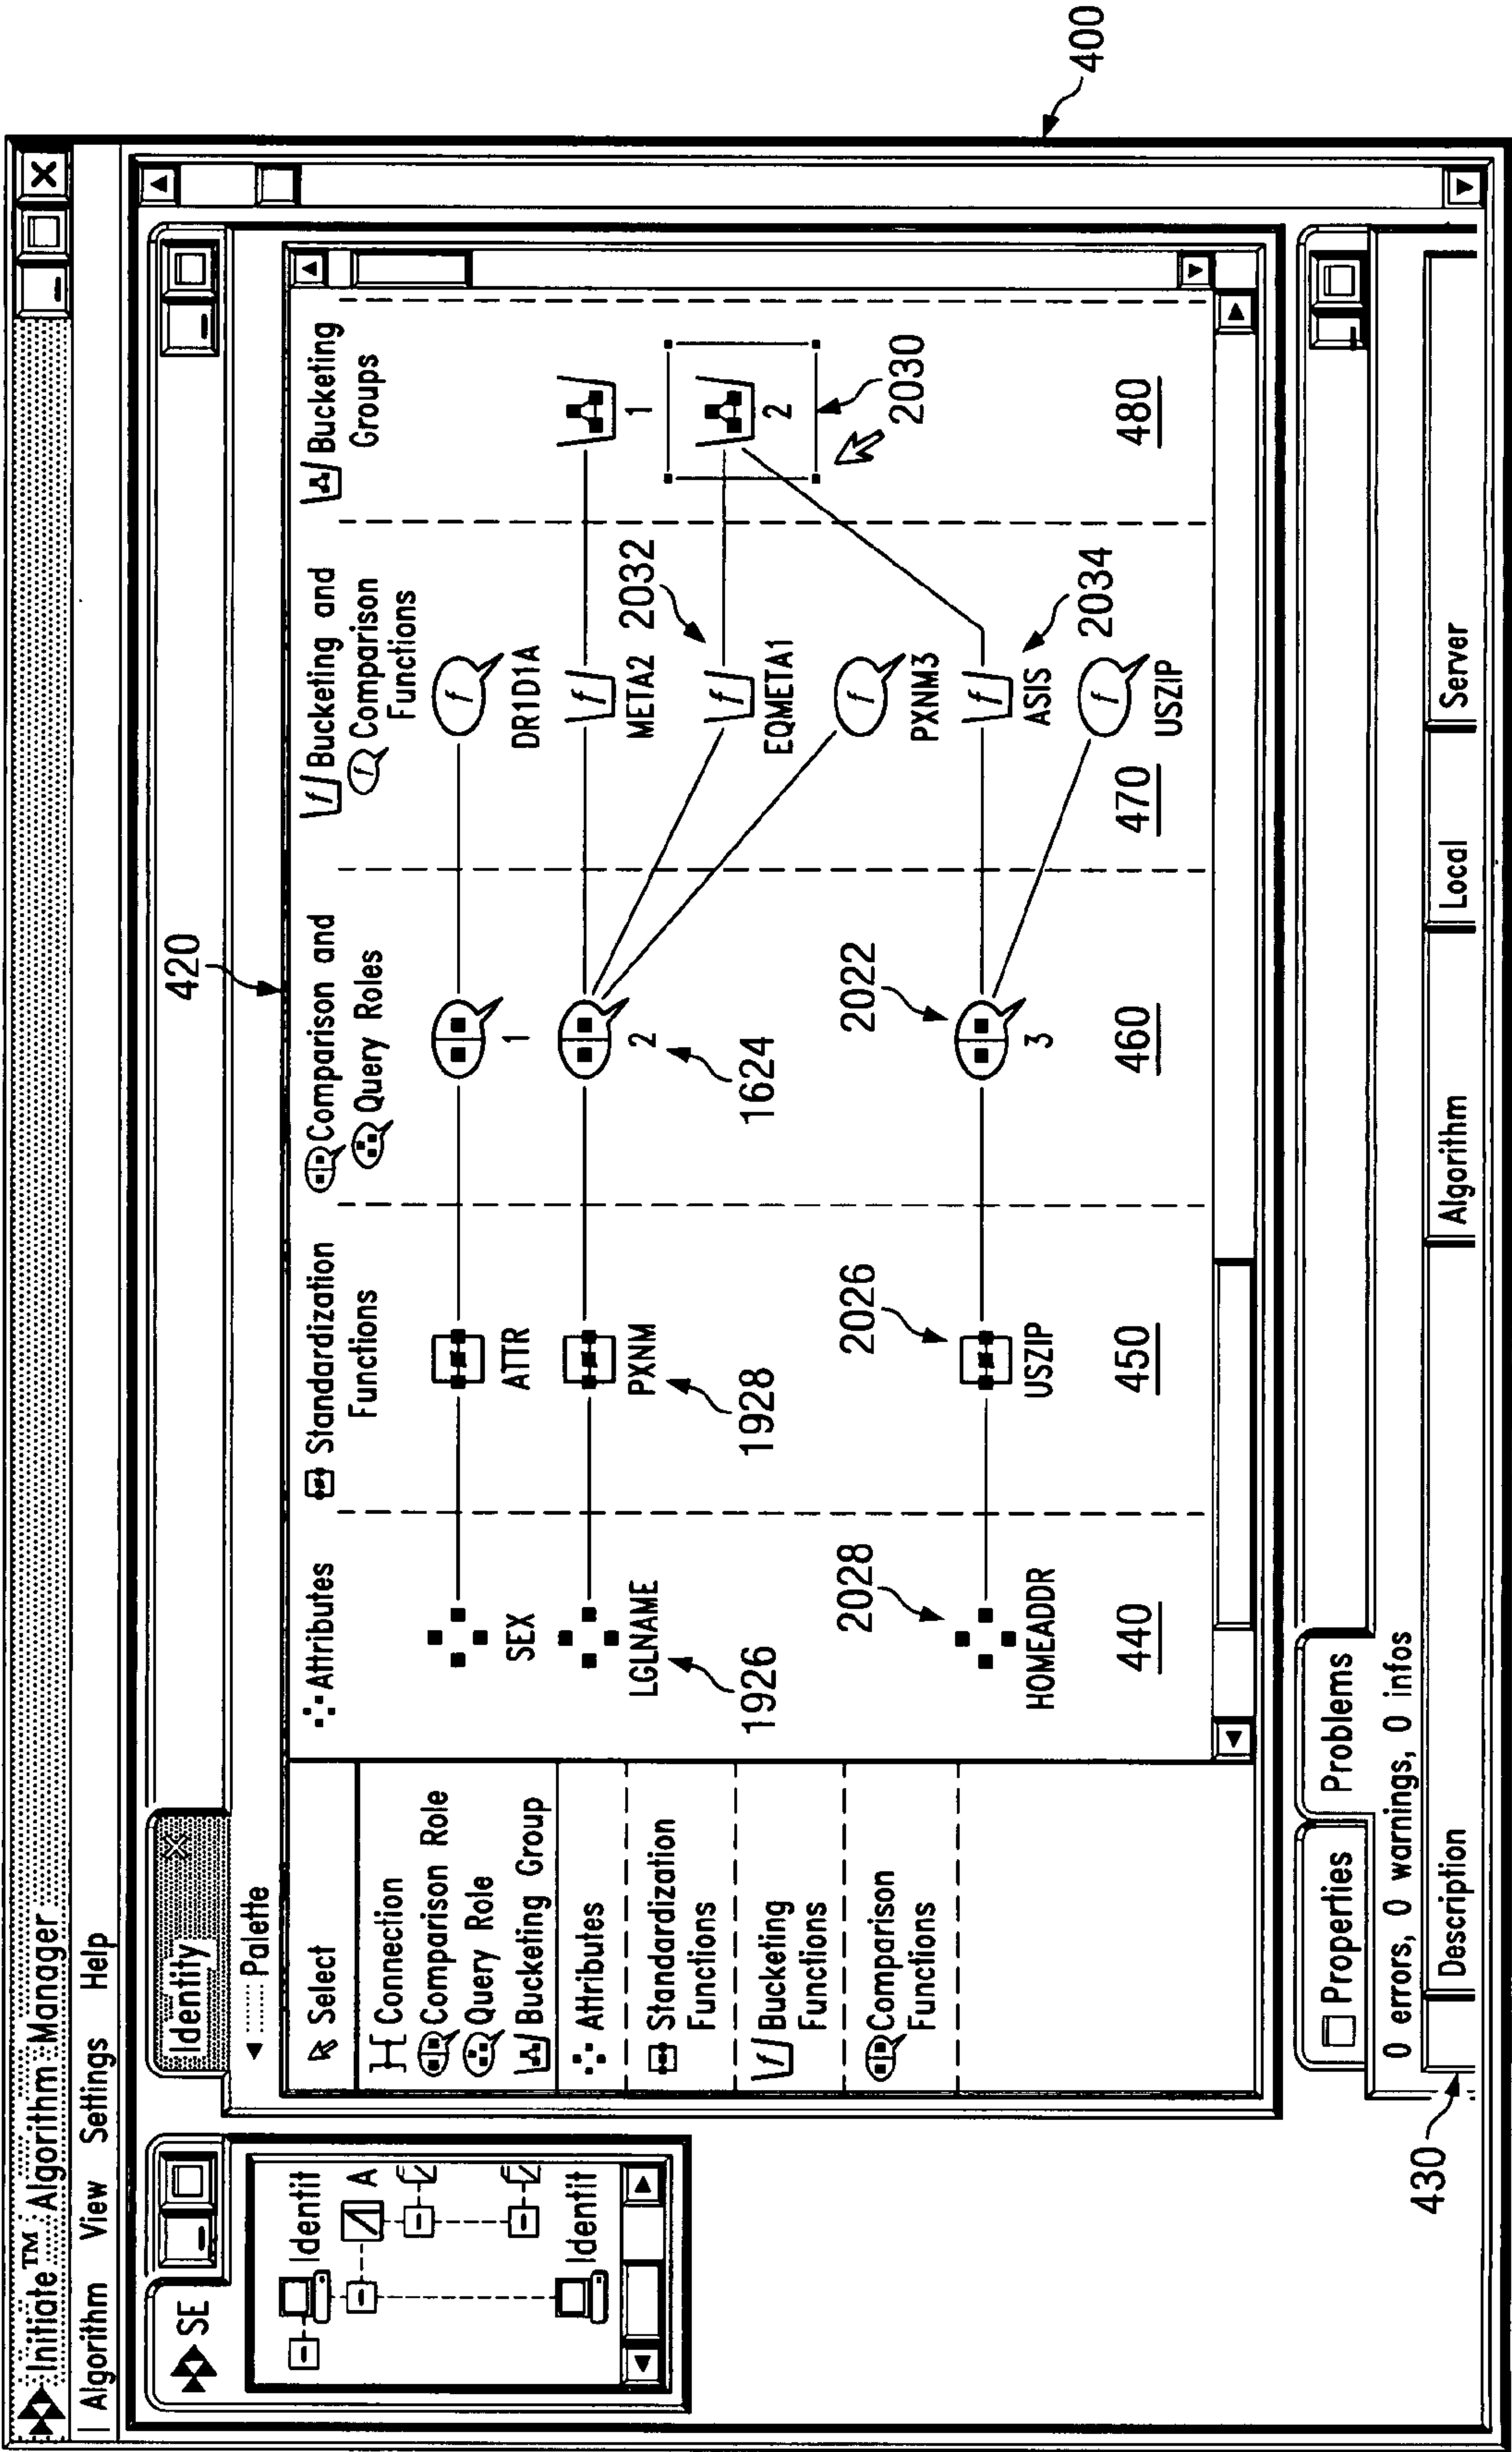 Initiate™ Algorithm Manager
Algorithm View Settings Help
SE
Identit
A
Identit
Identity X
Palette
Select
Connection
Comparison Role
Query Role
Bucketing Group
Attributes
Standardization
Functions
Bucketing
Functions
Comparison
Functions
420
Attributes
Standardization
Functions
Comparison and
Query Roles
Bucketing and
Comparison
Functions
Bucketing
Groups
SEX
ATTR
1
DR1D1A
LGLNAME
PXNM
2
META2
1
1926
1928
1624
2032
EQMETA1
2
2030
PXNM3
2028
2026
2022
HOMEADDR
USZIP
3
ASIS
2034
USZIP
440
450
460
470
480
400
Properties
Problems
0 errors, 0 warnings, 0 infos
Description
Algorithm
Local
Server
430